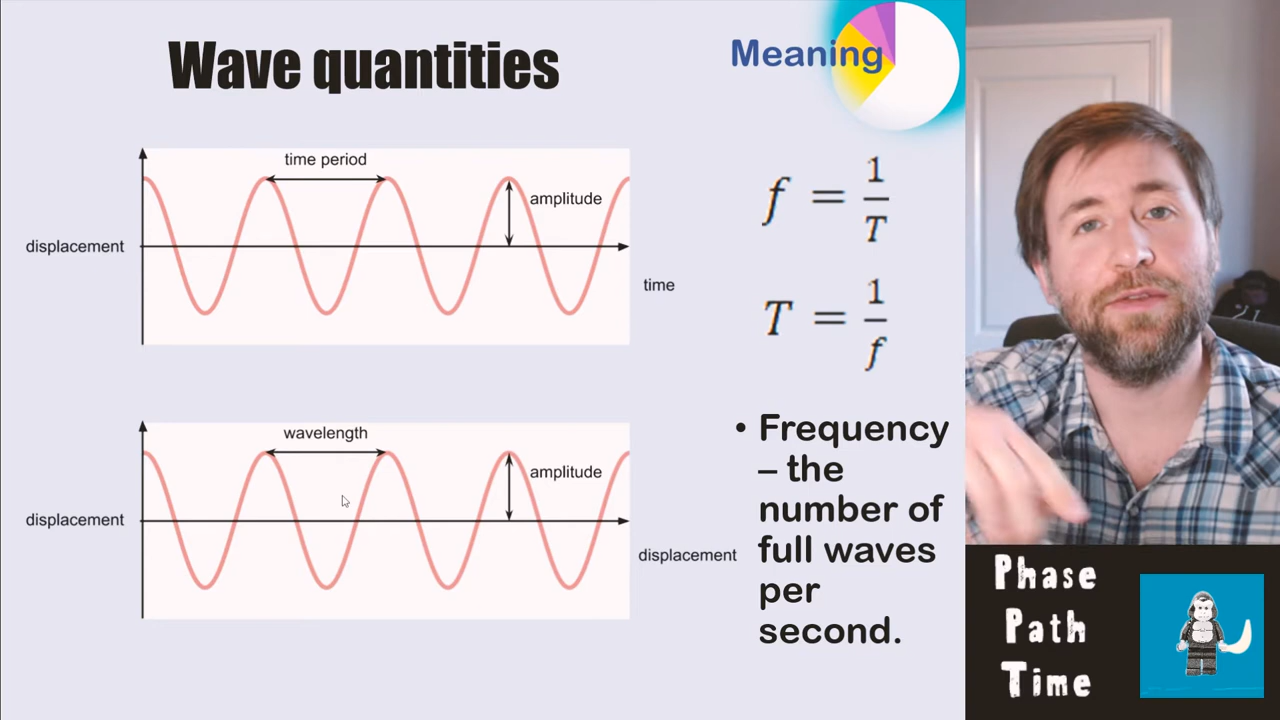 Wave quantities
Meaning
time period
amplitude
displacement
time
f = 1/T
T = 1/f
wavelength
amplitude
displacement
displacement
• Frequency
– the
number of
full waves
per
second.
Phase
Path
Time